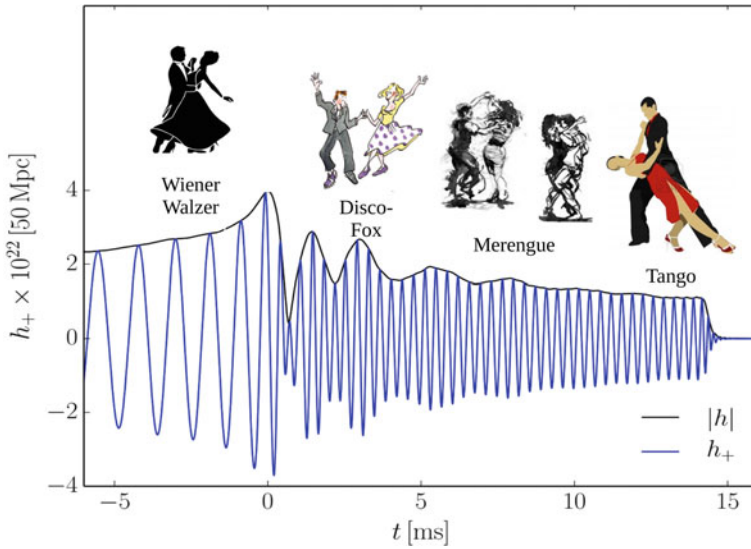 Wiener
Walzer
Disco-
Fox
Merengue
Tango
h₊ × 10²² [50 Mpc]
4
2
0
−2
−4
|h|
h₊
−5
0
5
10
15
t [ms]